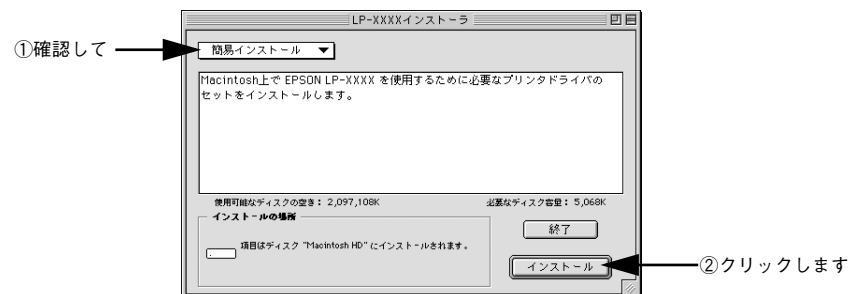 LP-XXXXインストーラ
①確認して
簡易インストール
Macintosh上で EPSON LP-XXXX を使用するために必要なプリンタドライバの
セットをインストールします。
使用可能なディスクの空き： 2,097,108K
必要なディスク容量： 5,068K
インストールの場所
項目はディスク “Macintosh HD” にインストールされます。
終了
インストール
②クリックします